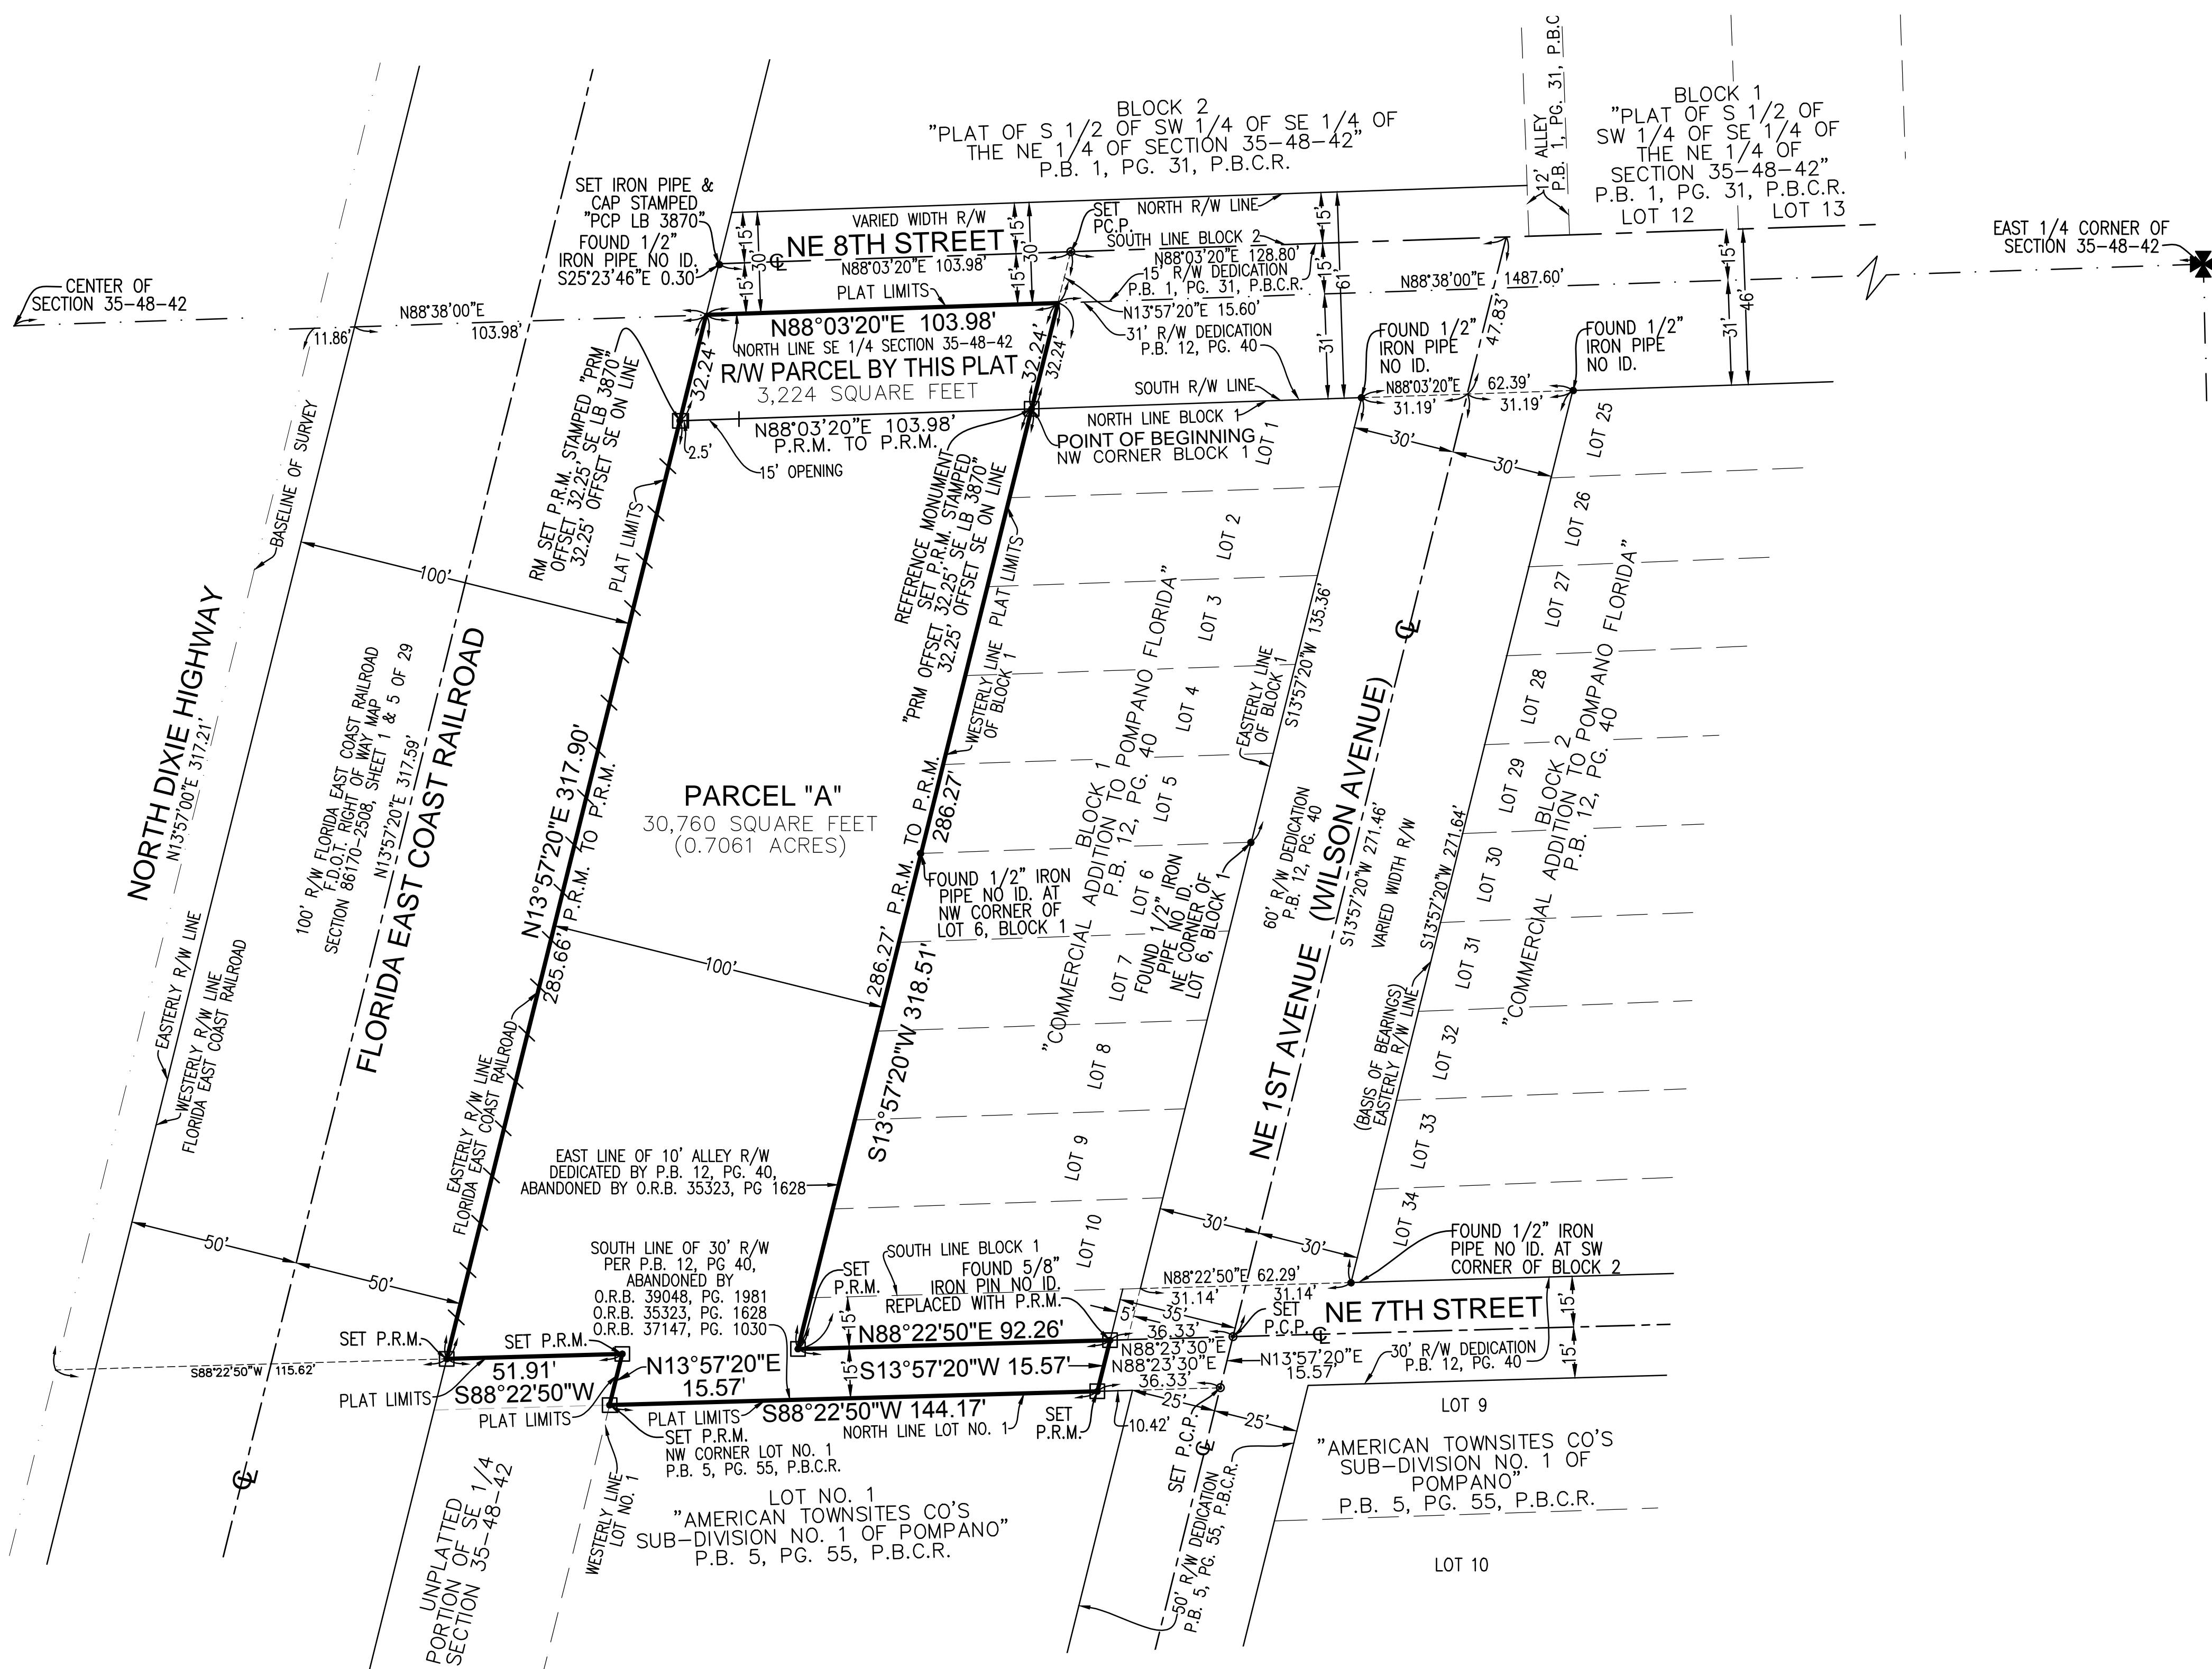 BLOCK 2
"PLAT OF S 1/2 OF SW 1/4 OF SE 1/4 OF
THE NE 1/4 OF SECTION 35-48-42"
P.B. 1, PG. 31, P.B.C.R.
12' ALLEY
P.B. 1, PG. 31, P.B.C
BLOCK 1
"PLAT OF S 1/2 OF
SW 1/4 OF SE 1/4 OF
THE NE 1/4 OF
SECTION 35-48-42"
P.B. 1, PG. 31, P.B.C.R.
LOT 12
LOT 13
EAST 1/4 CORNER OF
SECTION 35-48-42
CENTER OF
SECTION 35-48-42
SET IRON PIPE &
CAP STAMPED
"PCP LB 3870"
FOUND 1/2"
IRON PIPE NO ID.
S25°23'46"E 0.30'
VARIED WIDTH R/W
NE 8TH STREET
N88°03'20"E 103.98'
PLAT LIMITS
15'
15'
30'
15'
15'
30'
SET
P.C.P.
NORTH R/W LINE
SOUTH LINE BLOCK 2
N88°03'20"E 128.80'
15' R/W DEDICATION
P.B. 1, PG. 31, P.B.C.R.
N13°57'20"E 15.60'
31' R/W DEDICATION
P.B. 12, PG. 40
15'
15'
61'
31'
N88°38'00"E 1487.60'
47.83'
15'
46'
31'
N88°38'00"E
103.98'
11.86'
N88°03'20"E 103.98'
NORTH LINE SE 1/4 SECTION 35-48-42
R/W PARCEL BY THIS PLAT
3,224 SQUARE FEET
32.24'
32.24'
32.24'
SOUTH R/W LINE
NORTH LINE BLOCK 1
FOUND 1/2"
IRON PIPE
NO ID.
FOUND 1/2"
IRON PIPE
NO ID.
N88°03'20"E 62.39'
31.19'
31.19'
N88°03'20"E 103.98'
P.R.M. TO P.R.M.
2.5'
15' OPENING
POINT OF BEGINNING
NW CORNER BLOCK 1
RM SET P.R.M. STAMPED "PRM
OFFSET 32.25' SE LB 3870"
32.25' OFFSET SE ON LINE
PLAT LIMITS
REFERENCE MONUMENT
SET P.R.M. STAMPED
"PRM OFFSET 32.25' SE LB 3870"
32.25' OFFSET SE ON LINE
PLAT LIMITS
WESTERLY LINE
OF BLOCK 1
30'
30'
LOT 1
LOT 2
LOT 3
LOT 4
LOT 5
LOT 6
LOT 7
LOT 8
LOT 9
LOT 10
BLOCK 1
"COMMERCIAL ADDITION TO POMPANO FLORIDA"
P.B. 12, PG. 40
LOT 25
LOT 26
LOT 27
LOT 28
LOT 29
LOT 30
LOT 31
LOT 32
LOT 33
LOT 34
BLOCK 2
"COMMERCIAL ADDITION TO POMPANO FLORIDA"
P.B. 12, PG. 40
BASELINE OF SURVEY
NORTH DIXIE HIGHWAY
N13°57'00"E 317.21'
100'
100' R/W FLORIDA EAST COAST RAILROAD
F.D.O.T. RIGHT OF WAY MAP
SECTION 86170-2508, SHEET 1 & 5 OF 29
N13°57'20"E 317.59'
FLORIDA EAST COAST RAILROAD
EASTERLY R/W LINE
WESTERLY R/W LINE
FLORIDA EAST COAST RAILROAD
N13°57'20"E 317.90'
285.66' P.R.M. TO P.R.M.
EASTERLY R/W LINE
FLORIDA EAST COAST RAILROAD
PARCEL "A"
30,760 SQUARE FEET
(0.7061 ACRES)
100'
286.27' P.R.M. TO P.R.M.
286.27'
S13°57'20"W 318.51'
FOUND 1/2" IRON
PIPE NO ID. AT
NW CORNER OF
LOT 6, BLOCK 1
FOUND 1/2" IRON
PIPE NO ID.
NE CORNER OF
LOT 6, BLOCK 1
EASTERLY LINE
OF BLOCK 1
S13°57'20"W 135.36'
60' R/W DEDICATION
P.B. 12, PG. 40
NE 1ST AVENUE (WILSON AVENUE)
S13°57'20"W 271.46'
VARIED WIDTH R/W
S13°57'20"W 271.64'
(BASIS OF BEARINGS)
EASTERLY R/W LINE
EAST LINE OF 10' ALLEY R/W
DEDICATED BY P.B. 12, PG. 40,
ABANDONED BY O.R.B. 35323, PG 1628
50'
50'
30'
30'
SOUTH LINE OF 30' R/W
PER P.B. 12, PG 40,
ABANDONED BY
O.R.B. 39048, PG. 1981
O.R.B. 35323, PG. 1628
O.R.B. 37147, PG. 1030
SET
P.R.M.
SOUTH LINE BLOCK 1
FOUND 5/8"
IRON PIN NO ID.
REPLACED WITH P.R.M.
15'
N88°22'50"E 92.26'
15'
S13°57'20"W 15.57'
N88°22'50"E 62.29'
31.14'
31.14'
5'
35'
36.33'
N88°23'30"E
N88°23'30"E
36.33'
SET
P.C.P.
FOUND 1/2" IRON
PIPE NO ID. AT SW
CORNER OF BLOCK 2
NE 7TH STREET
15'
15'
N13°57'20"E
15.57'
30' R/W DEDICATION
P.B. 12, PG. 40
SET P.R.M.
SET P.R.M.
S88°22'50"W 115.62'
51.91'
S88°22'50"W
PLAT LIMITS
N13°57'20"E
15.57'
PLAT LIMITS
PLAT LIMITS
S88°22'50"W 144.17'
NORTH LINE LOT NO. 1
SET P.R.M.
NW CORNER LOT NO. 1
P.B. 5, PG. 55, P.B.C.R.
SET
P.R.M.
10.42'
25'
25'
SET P.C.P.
50' R/W DEDICATION
P.B. 5, PG. 55, P.B.C.R.
LOT 9
"AMERICAN TOWNSITES CO'S
SUB-DIVISION NO. 1 OF
POMPANO"
P.B. 5, PG. 55, P.B.C.R.
LOT 10
UNPLATTED
PORTION OF SE 1/4
SECTION 35-48-42
WESTERLY LINE
LOT NO. 1
LOT NO. 1
"AMERICAN TOWNSITES CO'S
SUB-DIVISION NO. 1 OF POMPANO"
P.B. 5, PG. 55, P.B.C.R.